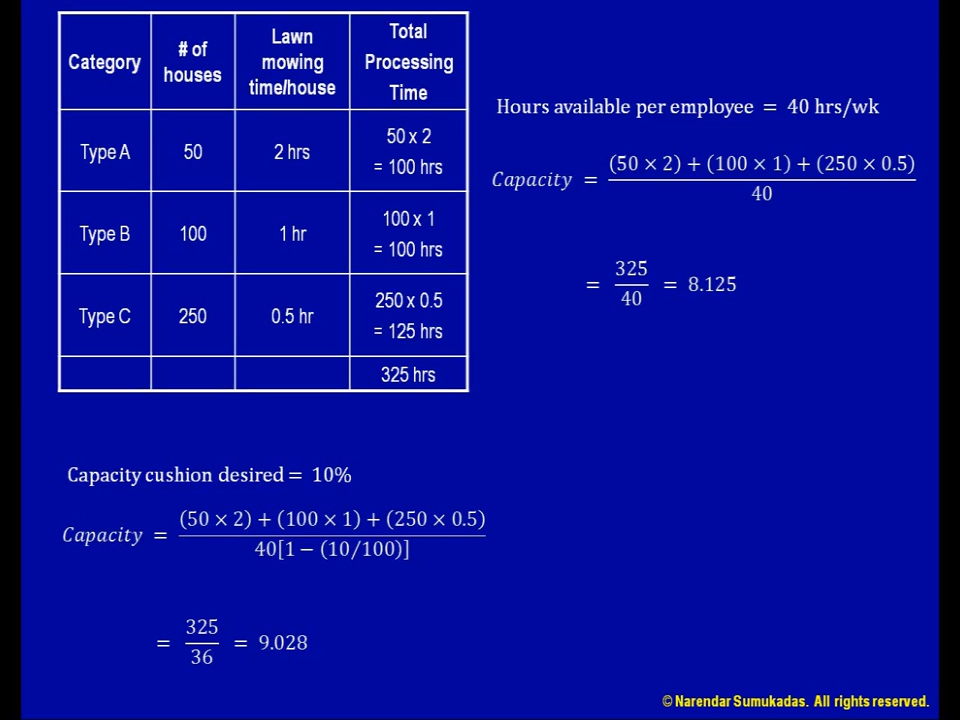 Category | # of houses | Lawn mowing time/house | Total Processing Time
Type A | 50 | 2 hrs | 50 x 2 = 100 hrs
Type B | 100 | 1 hr | 100 x 1 = 100 hrs
Type C | 250 | 0.5 hr | 250 x 0.5 = 125 hrs
325 hrs
Hours available per employee = 40 hrs/wk
Capacity = (50 × 2) + (100 × 1) + (250 × 0.5)
40
= 325/40 = 8.125
Capacity cushion desired = 10%
Capacity = (50 × 2) + (100 × 1) + (250 × 0.5)
40[1 − (10/100)]
= 325/36 = 9.028
© Narendar Sumukadas. All rights reserved.